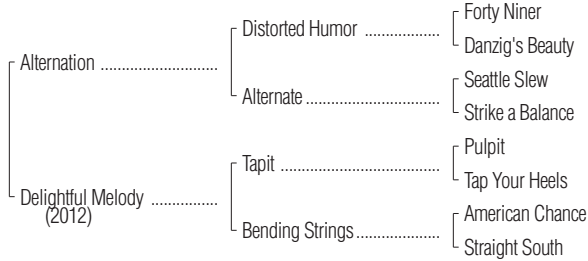 Forty Niner
Distorted Humor ..................
Danzig's Beauty
Alternation ............................
Seattle Slew
Alternate ................................
Strike a Balance
Pulpit
Tapit ......................................
Tap Your Heels
Delightful Melody ................
(2012)
American Chance
Bending Strings ....................
Straight South